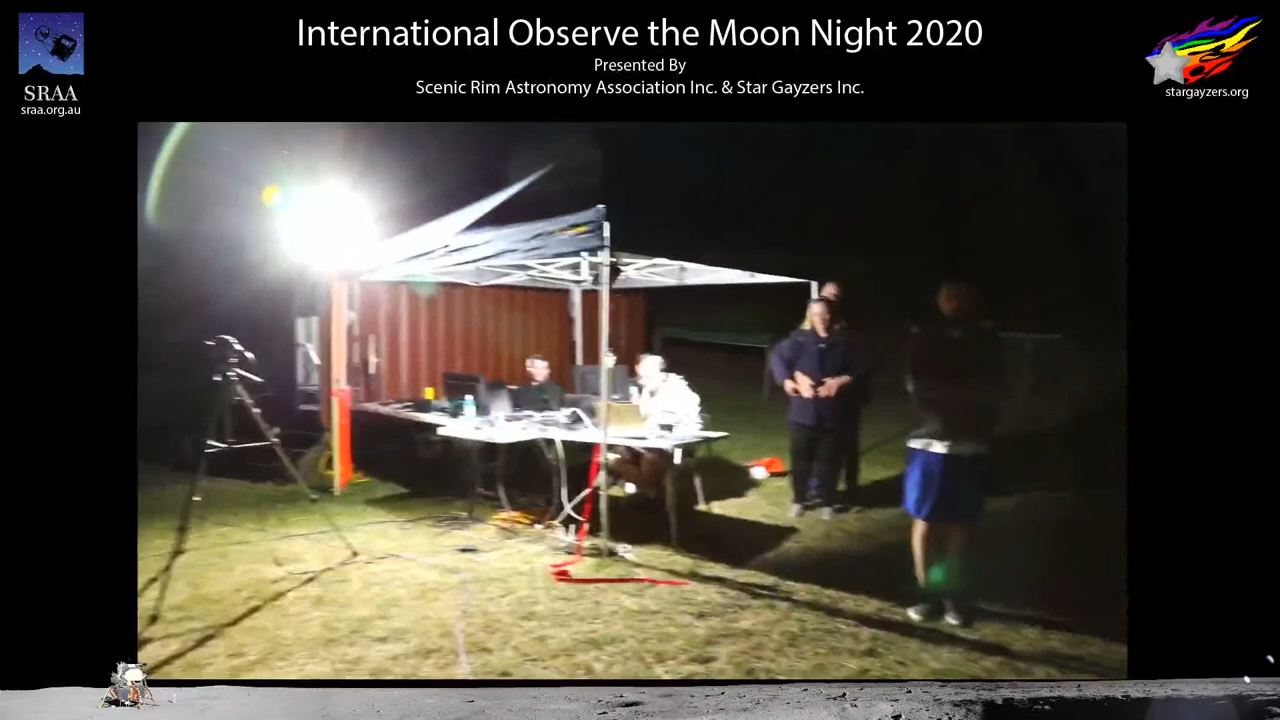 International Observe the Moon Night 2020
Presented By
Scenic Rim Astronomy Association Inc. & Star Gayzers Inc.
SRAA
sraa.org.au
stargayzers.org